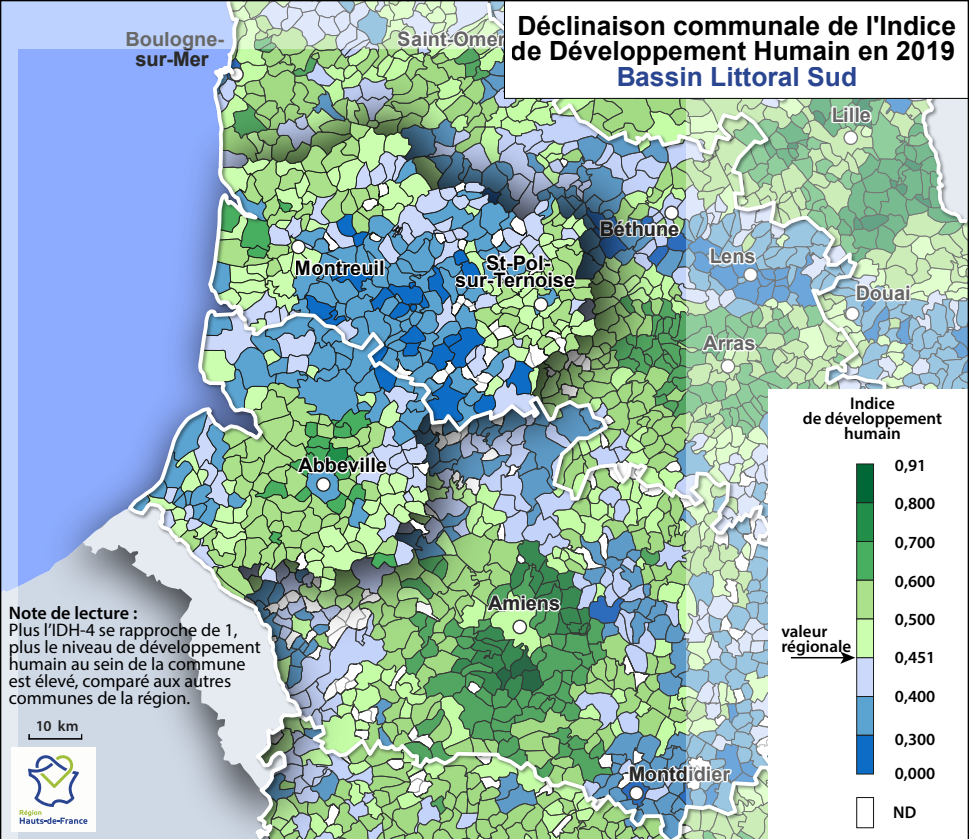 Déclinaison communale de l'Indice
de Développement Humain en 2019
Bassin Littoral Sud
Boulogne-
sur-Mer
Saint-Omer
Lille
Béthune
Lens
Montreuil
St-Pol-
sur-Ternoise
Douai
Arras
Abbeville
Amiens
Montdidier
Indice
de développement
humain
0,91
0,800
0,700
0,600
0,500
valeur
régionale
0,451
0,400
0,300
0,000
ND
Note de lecture :
Plus l'IDH-4 se rapproche de 1,
plus le niveau de développement
humain au sein de la commune
est élevé, comparé aux autres
communes de la région.
10 km
Région
Hauts-de-France